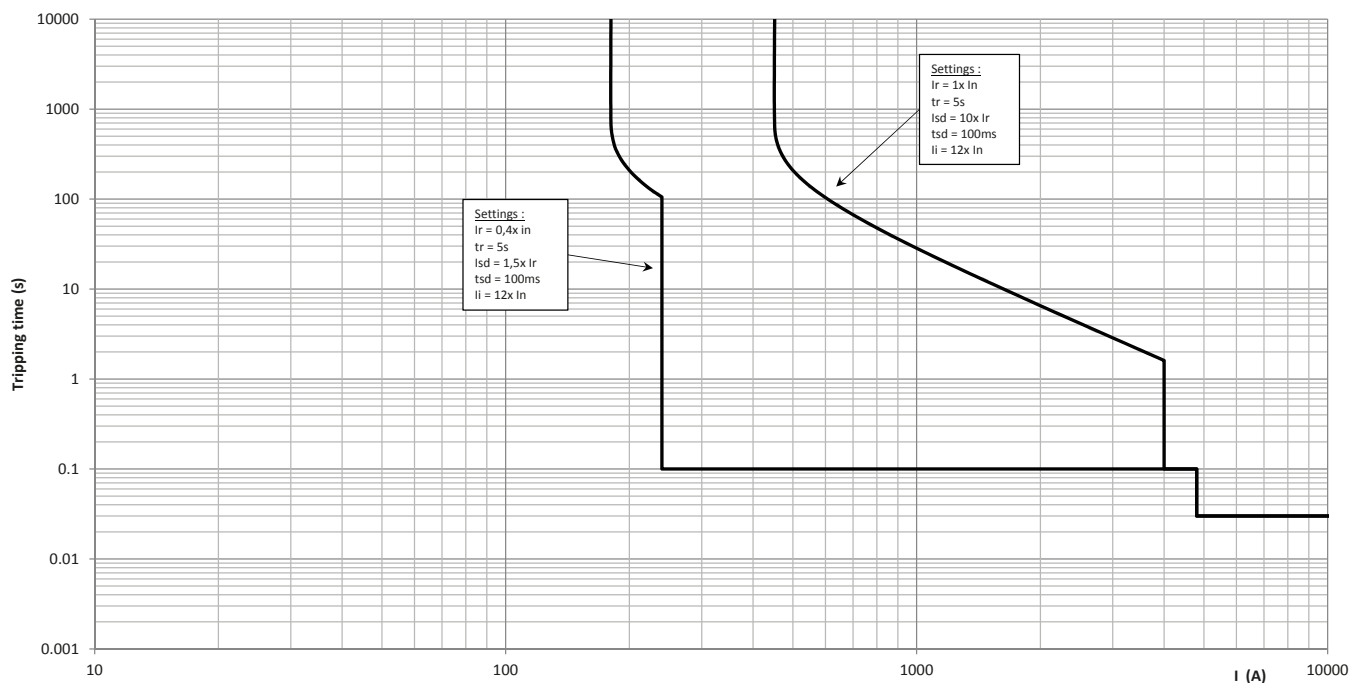 10000
1000
100
10
1
0.1
0.01
0.001
Tripping time (s)
Settings :
Ir = 1x In
tr = 5s
Isd = 10x Ir
tsd = 100ms
Ii = 12x In
Settings :
Ir = 0,4x in
tr = 5s
Isd = 1,5x Ir
tsd = 100ms
Ii = 12x In
10
100
1000
10000
I (A)